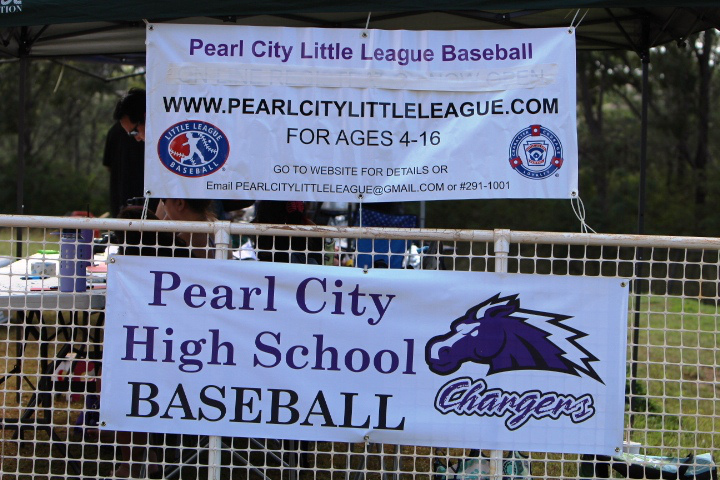 Pearl City Little League Baseball
WWW.PEARLCITYLITTLELEAGUE.COM
FOR AGES 4-16
LITTLE LEAGUE
BASEBALL
GO TO WEBSITE FOR DETAILS OR
Email PEARLCITYLITTLELEAGUE@GMAIL.COM or #291-1001
Pearl City
High School
BASEBALL
Chargers